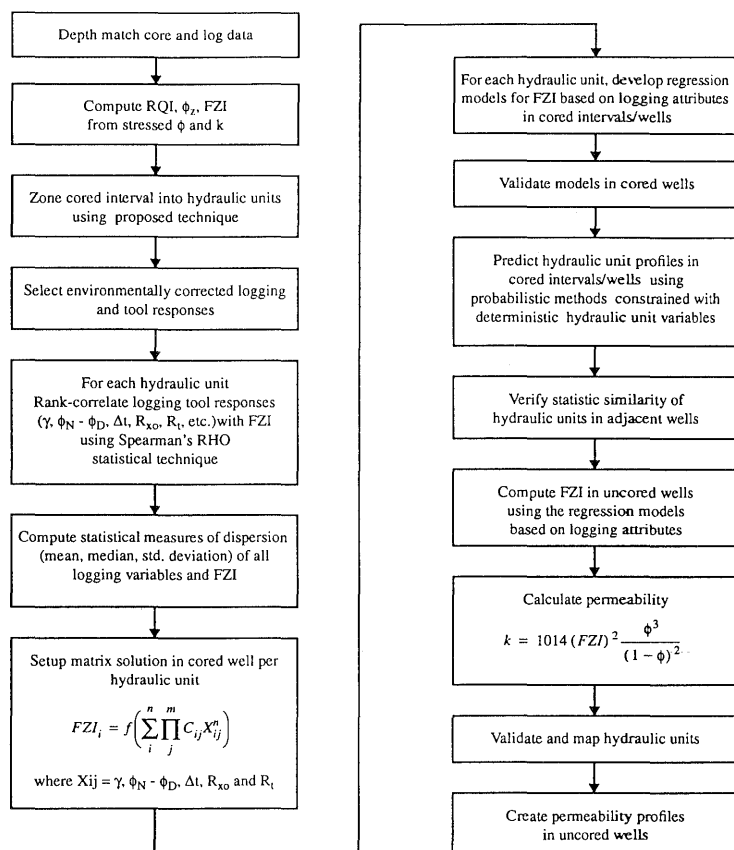 Depth match core and log data
Compute RQI, ϕz, FZI
from stressed ϕ and k
Zone cored interval into hydraulic units
using proposed technique
Select environmentally corrected logging
and tool responses
For each hydraulic unit
Rank-correlate logging tool responses
(γ, ϕN - ϕD, Δt, Rxo, Rt, etc.)with FZI
using Spearman's RHO
statistical technique
Compute statistical measures of dispersion
(mean, median, std. deviation) of all
logging variables and FZI
Setup matrix solution in cored well per
hydraulic unit
FZI_i = f(∑_i^n ∏_j^m C_ij X_ij^n)
where Xij = γ, ϕN - ϕD, Δt, Rxo and Rt
For each hydraulic unit, develop regression
models for FZI based on logging attributes
in cored intervals/wells
Validate models in cored wells
Predict hydraulic unit profiles in
cored intervals/wells using
probabilistic methods constrained with
deterministic hydraulic unit variables
Verify statistic similarity of
hydraulic units in adjacent wells
Compute FZI in uncored wells
using the regression models
based on logging attributes
Calculate permeability
k = 1014 (FZI)² ϕ³ / (1 - ϕ)²
Validate and map hydraulic units
Create permeability profiles
in uncored wells